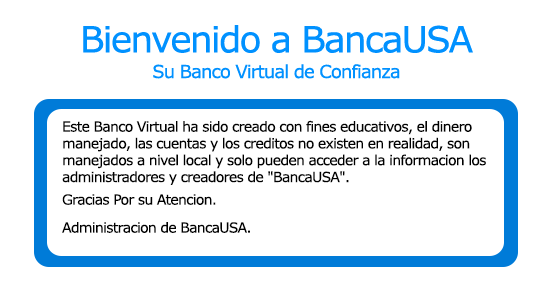 Bienvenido a BancaUSA
Su Banco Virtual de Confianza
Este Banco Virtual ha sido creado con fines educativos, el dinero
manejado, las cuentas y los creditos no existen en realidad, son
manejados a nivel local y solo pueden acceder a la informacion los
administradores y creadores de "BancaUSA".
Gracias Por su Atencion.
Administracion de BancaUSA.